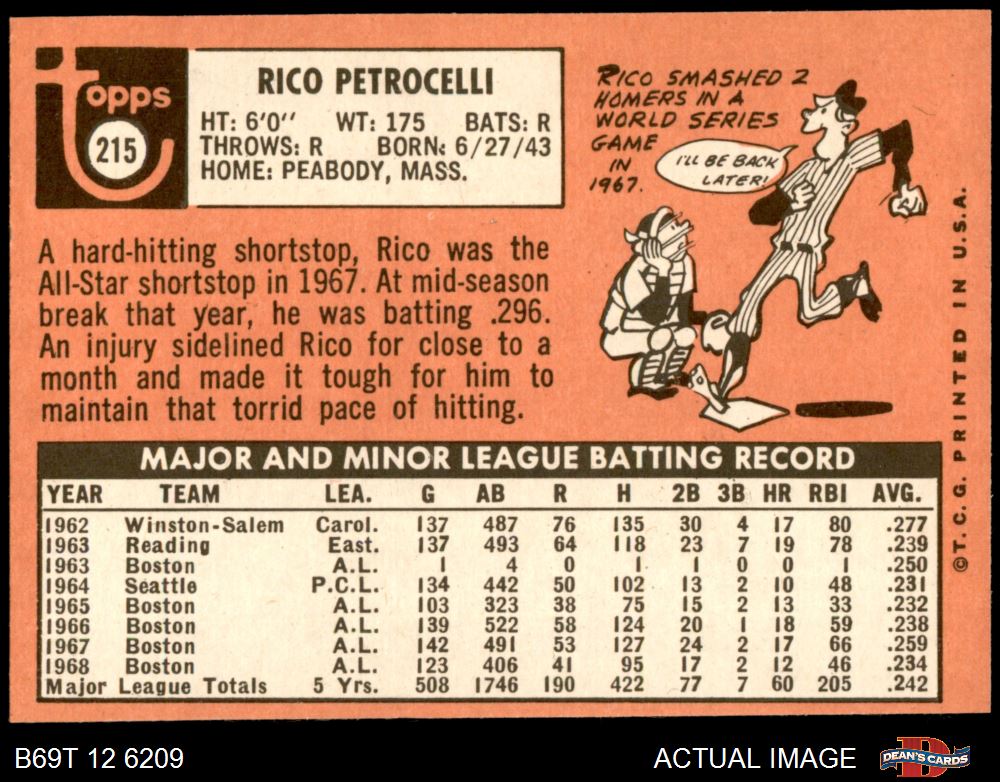 Topps
215
RICO PETROCELLI
HT: 6'0" WT: 175 BATS: R
THROWS: R BORN: 6/27/43
HOME: PEABODY, MASS.
RICO SMASHED 2
HOMERS IN A
WORLD SERIES
GAME
IN
1967.
I'LL BE BACK
LATER!
A hard-hitting shortstop, Rico was the
All-Star shortstop in 1967. At mid-season
break that year, he was batting .296.
An injury sidelined Rico for close to a
month and made it tough for him to
maintain that torrid pace of hitting.
MAJOR AND MINOR LEAGUE BATTING RECORD
YEAR TEAM LEA. G AB R H 2B 3B HR RBI AVG.
1962 Winston-Salem Carol. 137 487 76 135 30 4 17 80 .277
1963 Reading East. 137 493 64 118 23 7 19 78 .239
1963 Boston A.L. 1 4 0 1 1 0 0 1 .250
1964 Seattle P.C.L. 134 442 50 102 13 2 10 48 .231
1965 Boston A.L. 103 323 38 75 15 2 13 33 .232
1966 Boston A.L. 139 522 58 124 20 1 18 59 .238
1967 Boston A.L. 142 491 53 127 24 2 17 66 .259
1968 Boston A.L. 123 406 41 95 17 2 12 46 .234
Major League Totals 5 Yrs. 508 1746 190 422 77 7 60 205 .242
©T.C.G. PRINTED IN U.S.A.
B69T 12 6209
ACTUAL IMAGE
D
DEAN'S CARDS